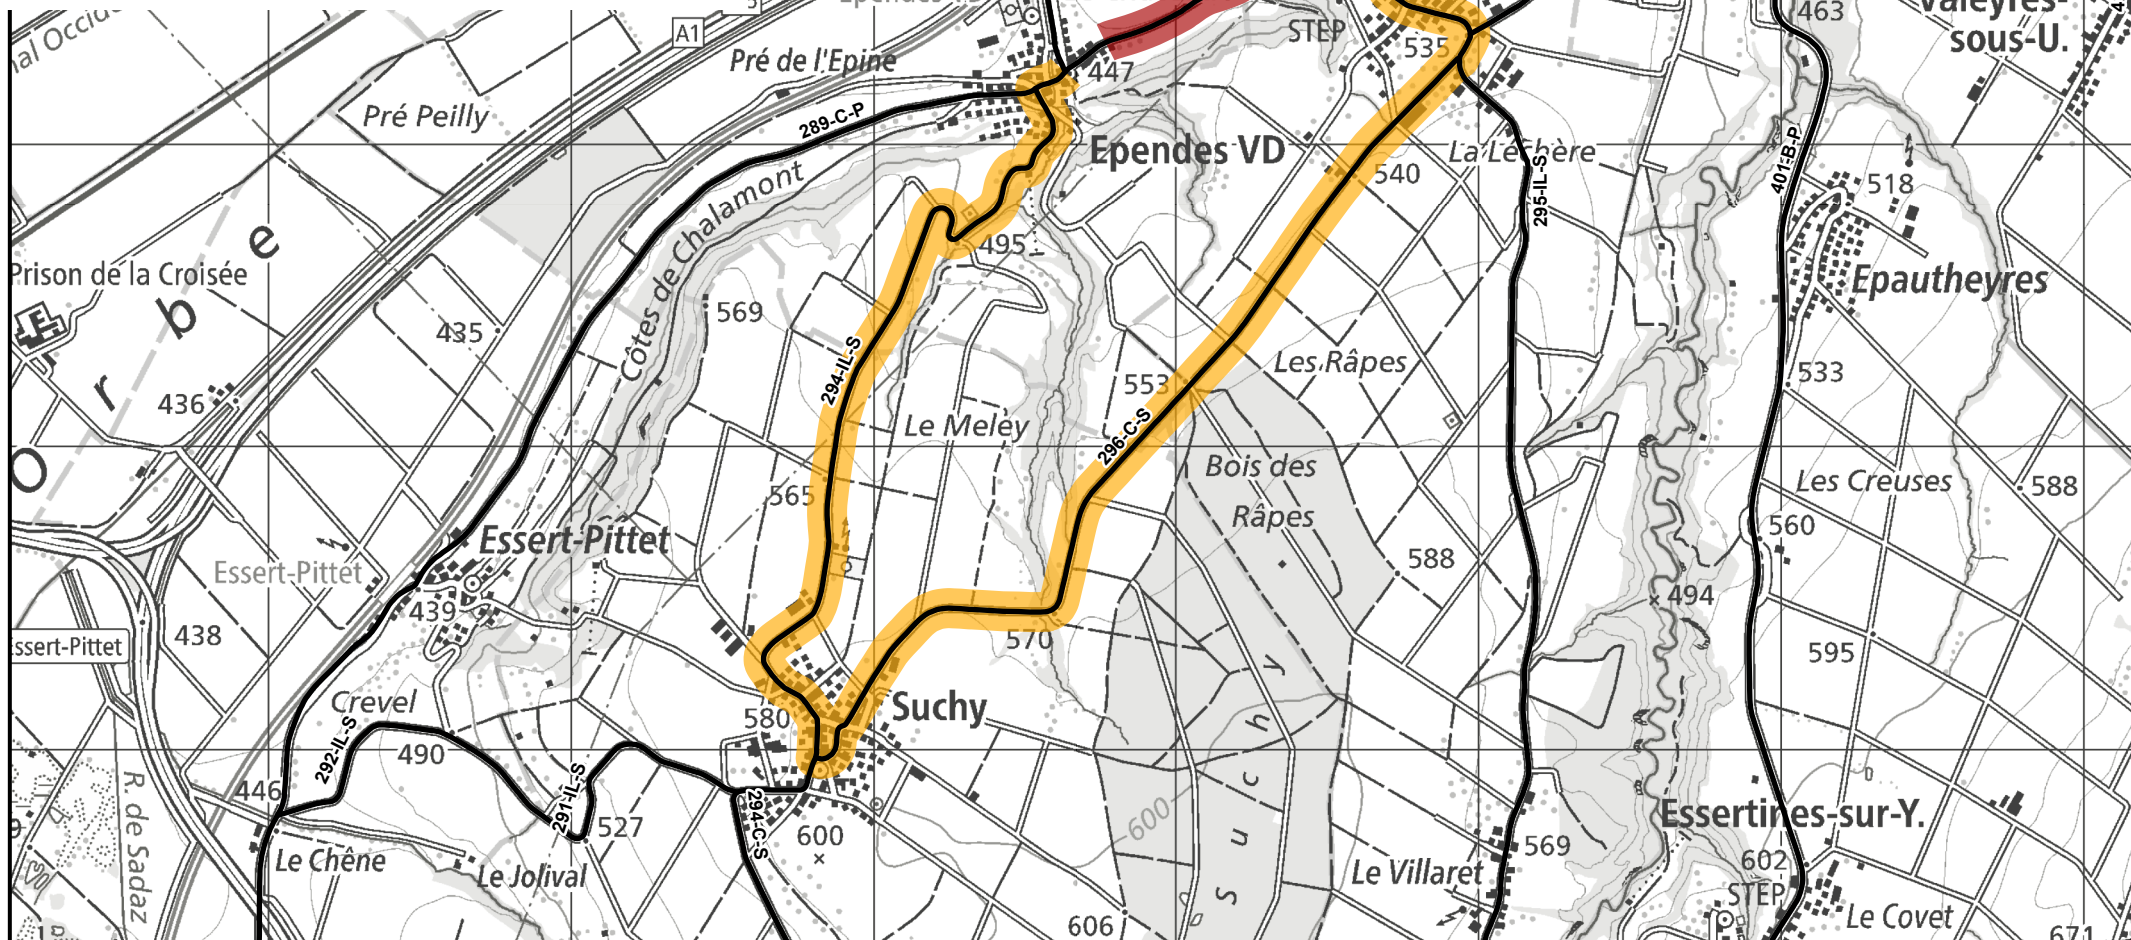 463
Valeyres-
sous-U.
A1
STEP
535
Pré de l'Epine
447
Pré Peilly
289-C-P
Ependes VD
La Léchère
540
401-B-P
518
295-IL-S
495
Prison de la Croisée
O r b e
Côtes de Chalamont
569
435
Epautheyres
294-IL-S
Les Râpes
533
553
436
Le Meley
296-C-S
Bois des
Râpes
Les Creuses
588
565
560
Essert-Pittet
Essert-Pittet
588
439
494
438
ssert-Pittet
570
595
Crevel
Suchy
580
292-IL-S
490
446
R. de Sadaz
291-IL-S
527
294-C-S
600
600
Suchy
Essertines-sur-Y.
Le Chêne
Le Jolival
Le Villaret
569
602
STEP
Le Covet
606
671